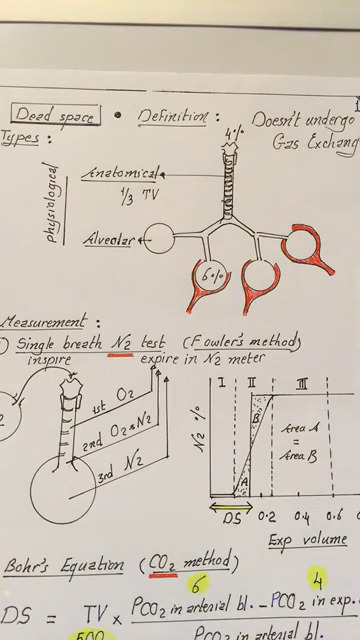 Dead space • Definition : Doesn't undergo
Types : Gas Exchang
4%
physiological
Anatomical
1/3 TV
Alveolar
6%
Measurement :
Single breath N2 test (Fowler's method)
inspire expire in N2 meter
1st O2
2nd O2 & N2
3rd N2
N2 %
I II III
B
A
Area A
=
Area B
DS 0.2 0.4 0.6
Exp volume
Bohr's Equation (CO2 method)
6 4
DS = TV x PCO2 in arterial bl. - PCO2 in exp.
500 PCO2 in arterial bl.